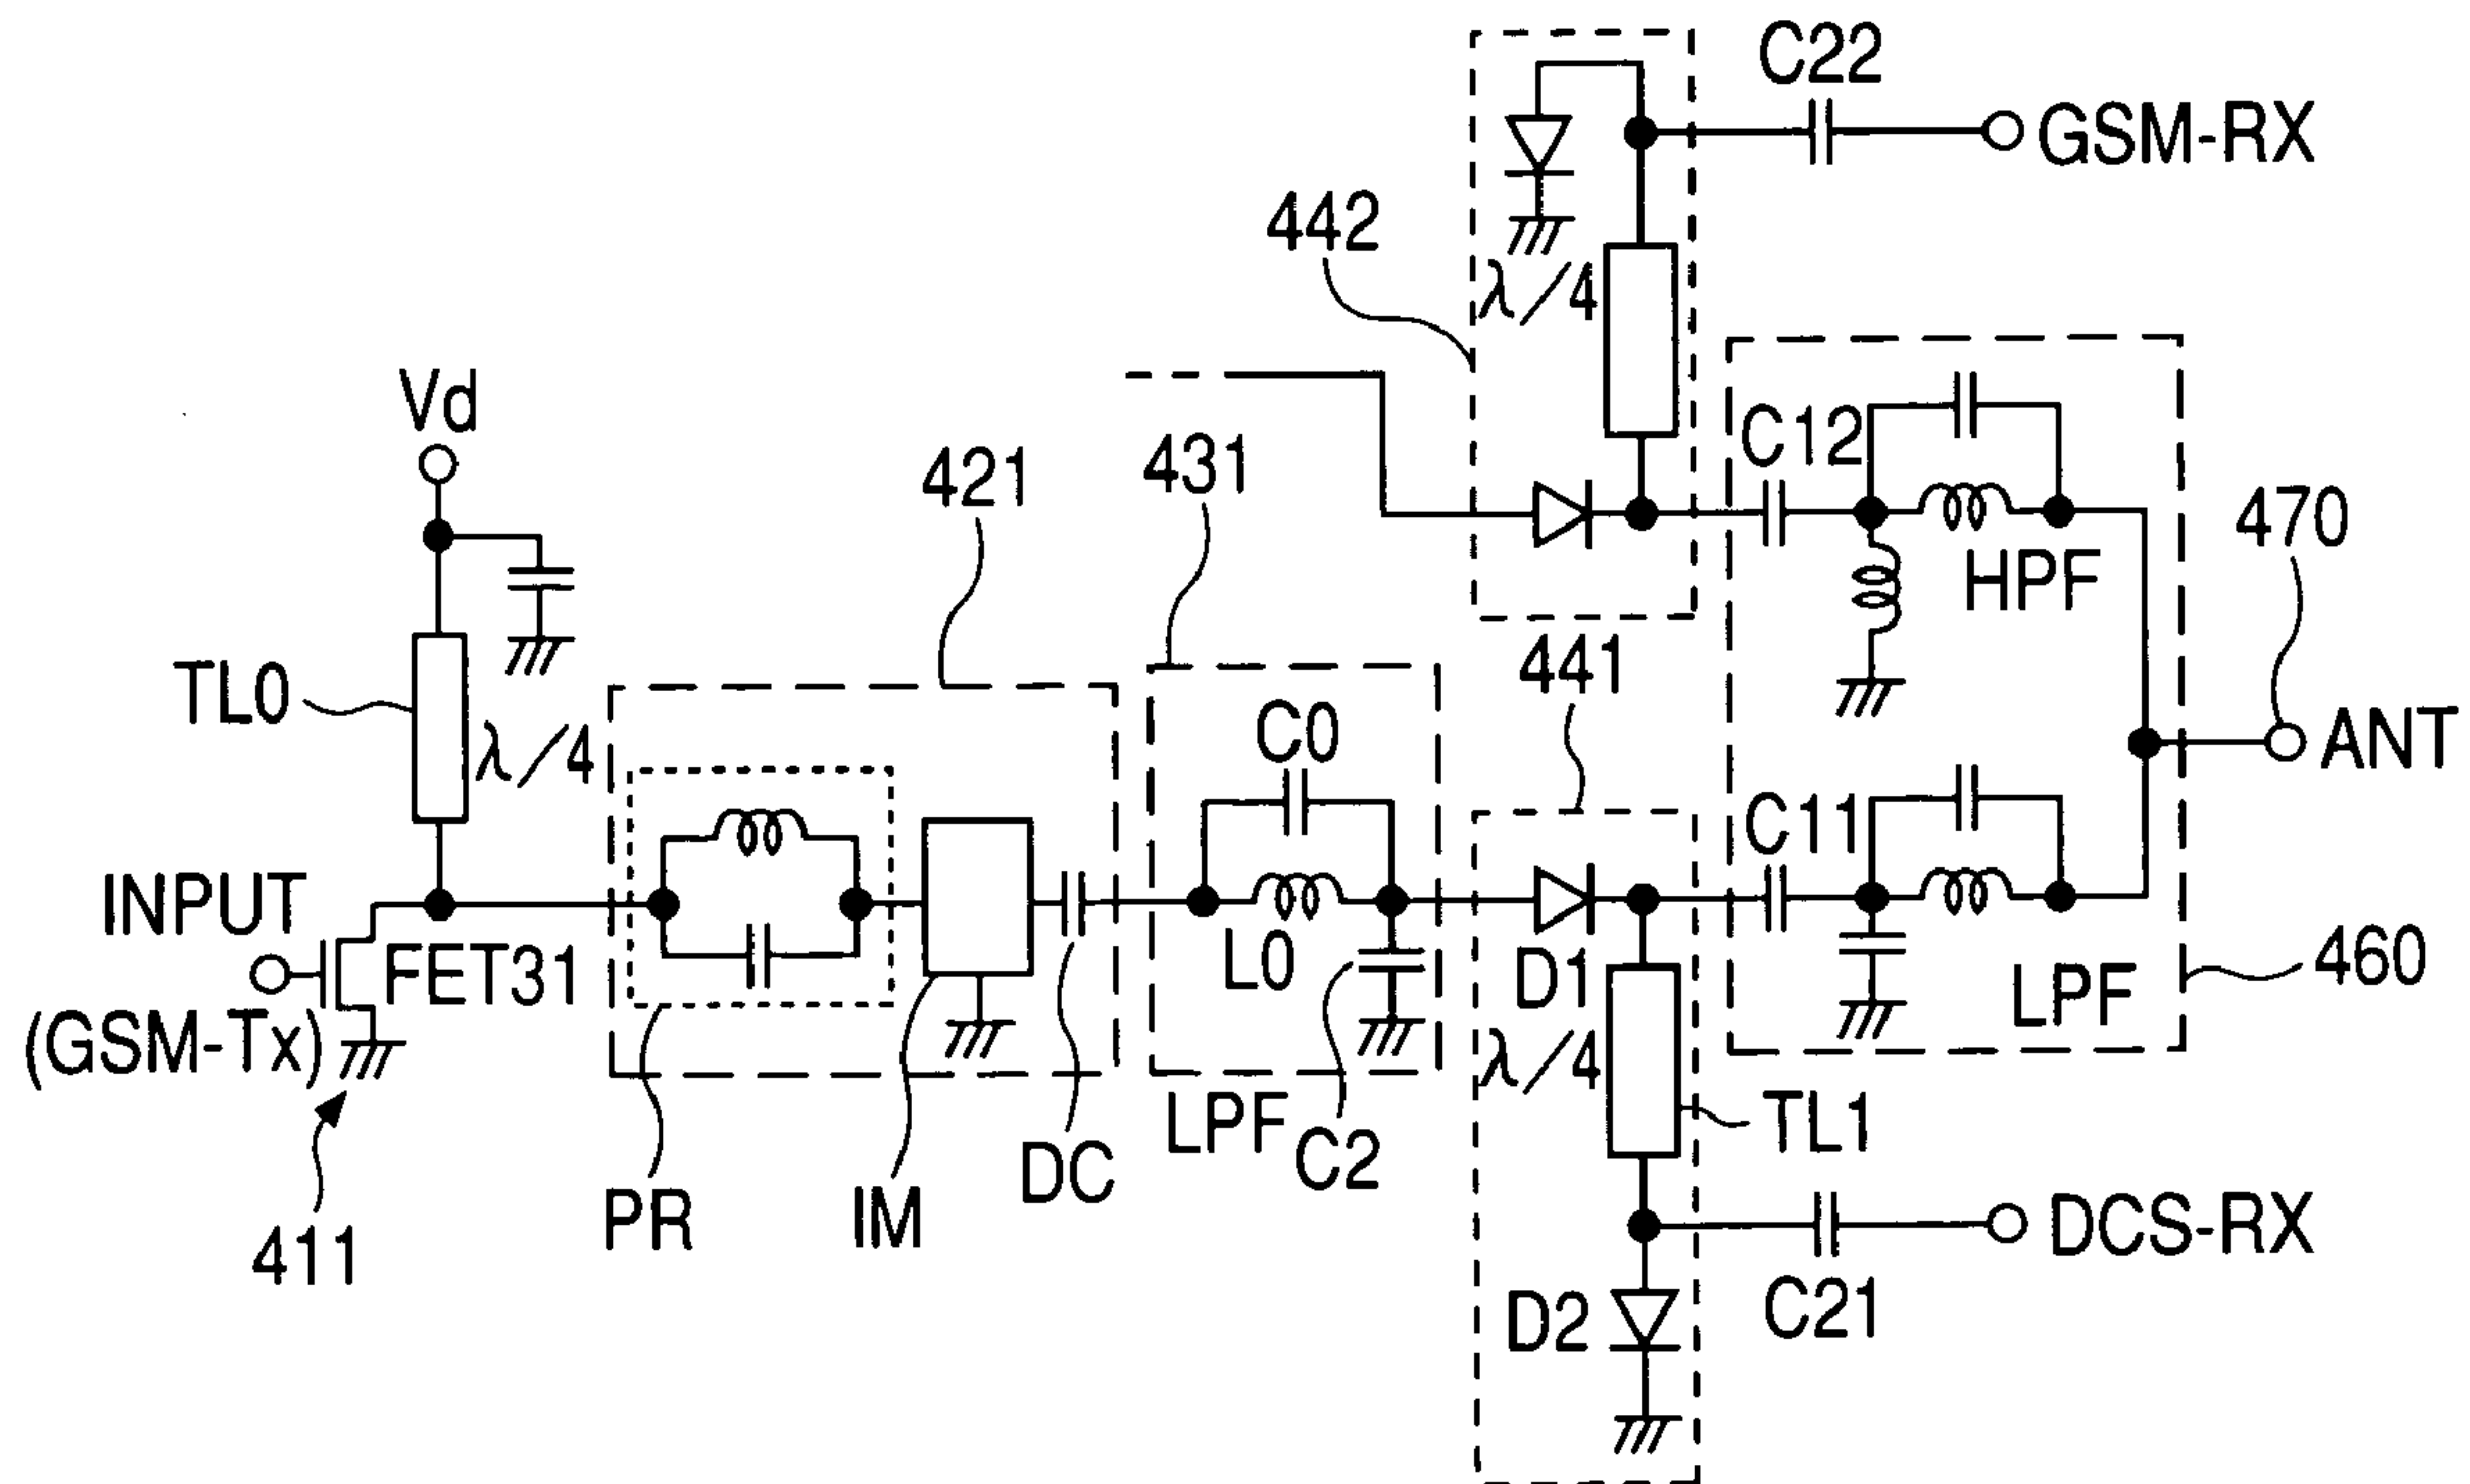 C22
GSM-RX
442
λ/4
Vd
421
431
C12
470
HPF
TL0
λ/4
441
C0
ANT
C11
INPUT
FET31
(GSM-Tx)
L0
D1
LPF
460
λ/4
LPF
C2
TL1
DC
PR
IM
411
DCS-RX
D2
C21